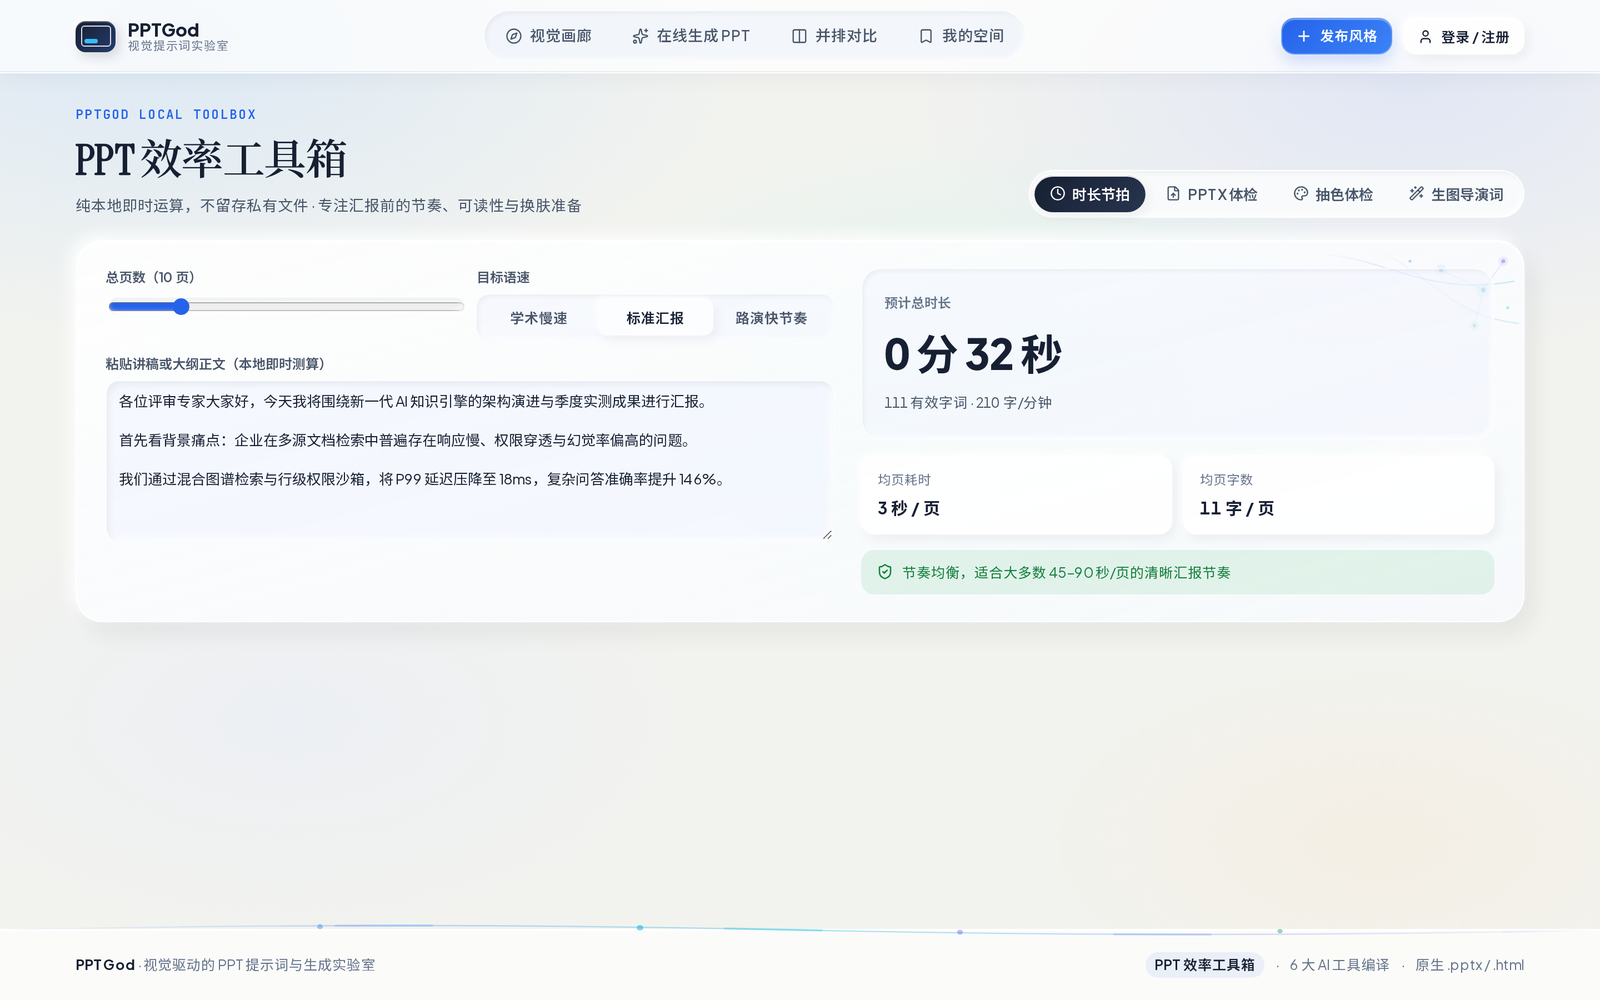 PPTGod
视觉提示词实验室
视觉画廊
在线生成 PPT
并排对比
我的空间
发布风格
登录 / 注册
PPTGOD LOCAL TOOLBOX
PPT 效率工具箱
纯本地即时运算，不留存私有文件 · 专注汇报前的节奏、可读性与换肤准备
时长节拍
PPTX 体检
抽色体检
生图导演词
总页数（10 页）
目标语速
学术慢速
标准汇报
路演快节奏
粘贴讲稿或大纲正文（本地即时测算）
各位评审专家大家好，今天我将围绕新一代 AI 知识引擎的架构演进与季度实测成果进行汇报。
首先看背景痛点：企业在多源文档检索中普遍存在响应慢、权限穿透与幻觉率偏高的问题。
我们通过混合图谱检索与行级权限沙箱，将 P99 延迟压降至 18ms，复杂问答准确率提升 146%。
预计总时长
0 分 32 秒
111 有效字词 · 210 字/分钟
均页耗时
3 秒 / 页
均页字数
11 字 / 页
节奏均衡，适合大多数 45–90 秒/页的清晰汇报节奏
PPTGod · 视觉驱动的 PPT 提示词与生成实验室
PPT 效率工具箱 · 6 大 AI 工具编译 · 原生 .pptx / .html